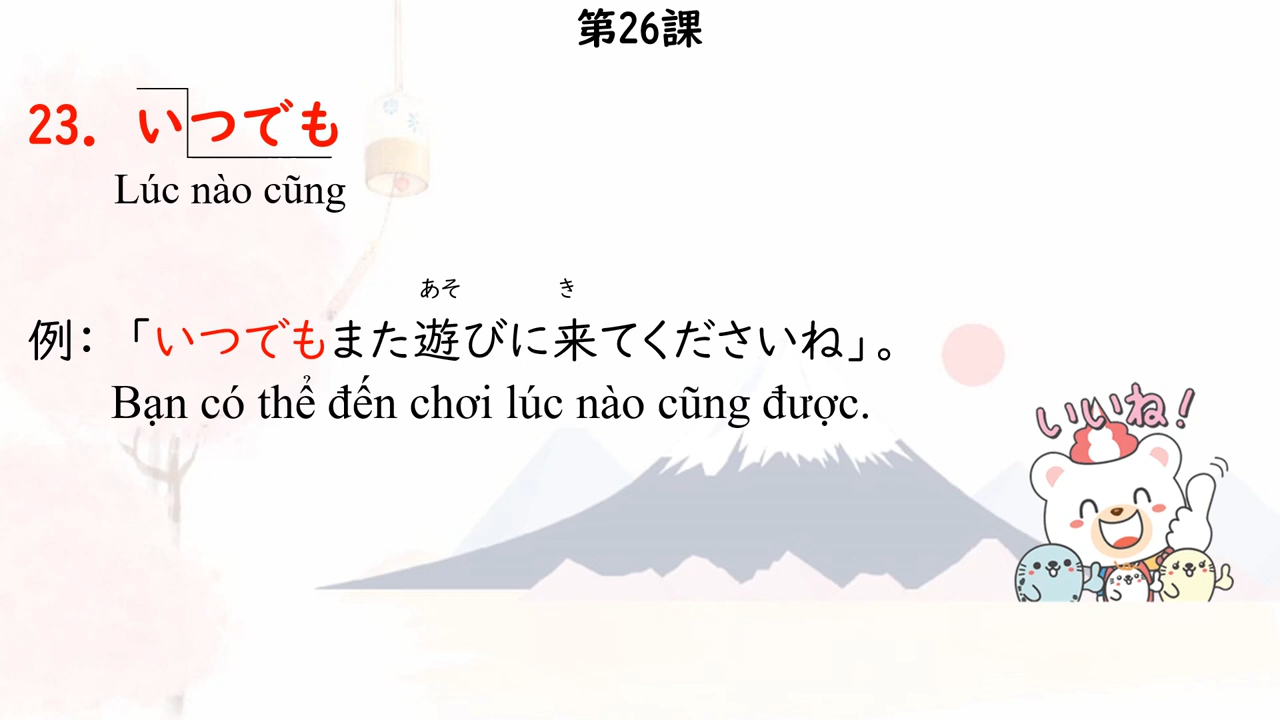 第26課
23. いつでも
Lúc nào cũng
あそ き
例：「いつでもまた遊びに来てくださいね」。
Bạn có thể đến chơi lúc nào cũng được.
いいね!